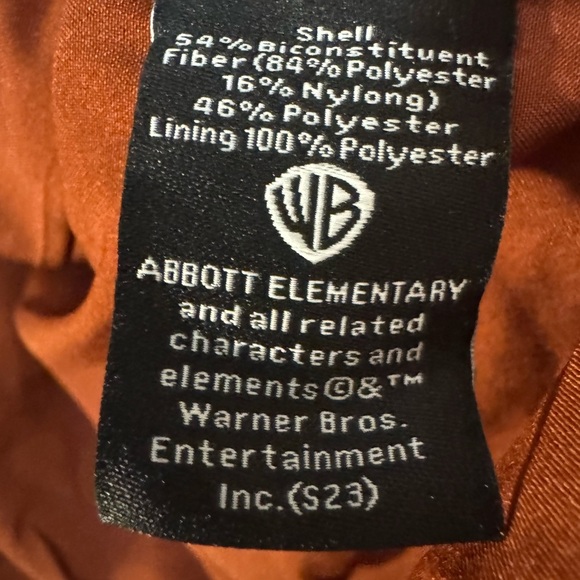 Shell
54% Biconstituent
Fiber (84% Polyester
16% Nylong)
46% Polyester
Lining 100% Polyester
WB
ABBOTT ELEMENTARY
and all related
characters and
elements ©&™
Warner Bros.
Entertainment
Inc.(S23)